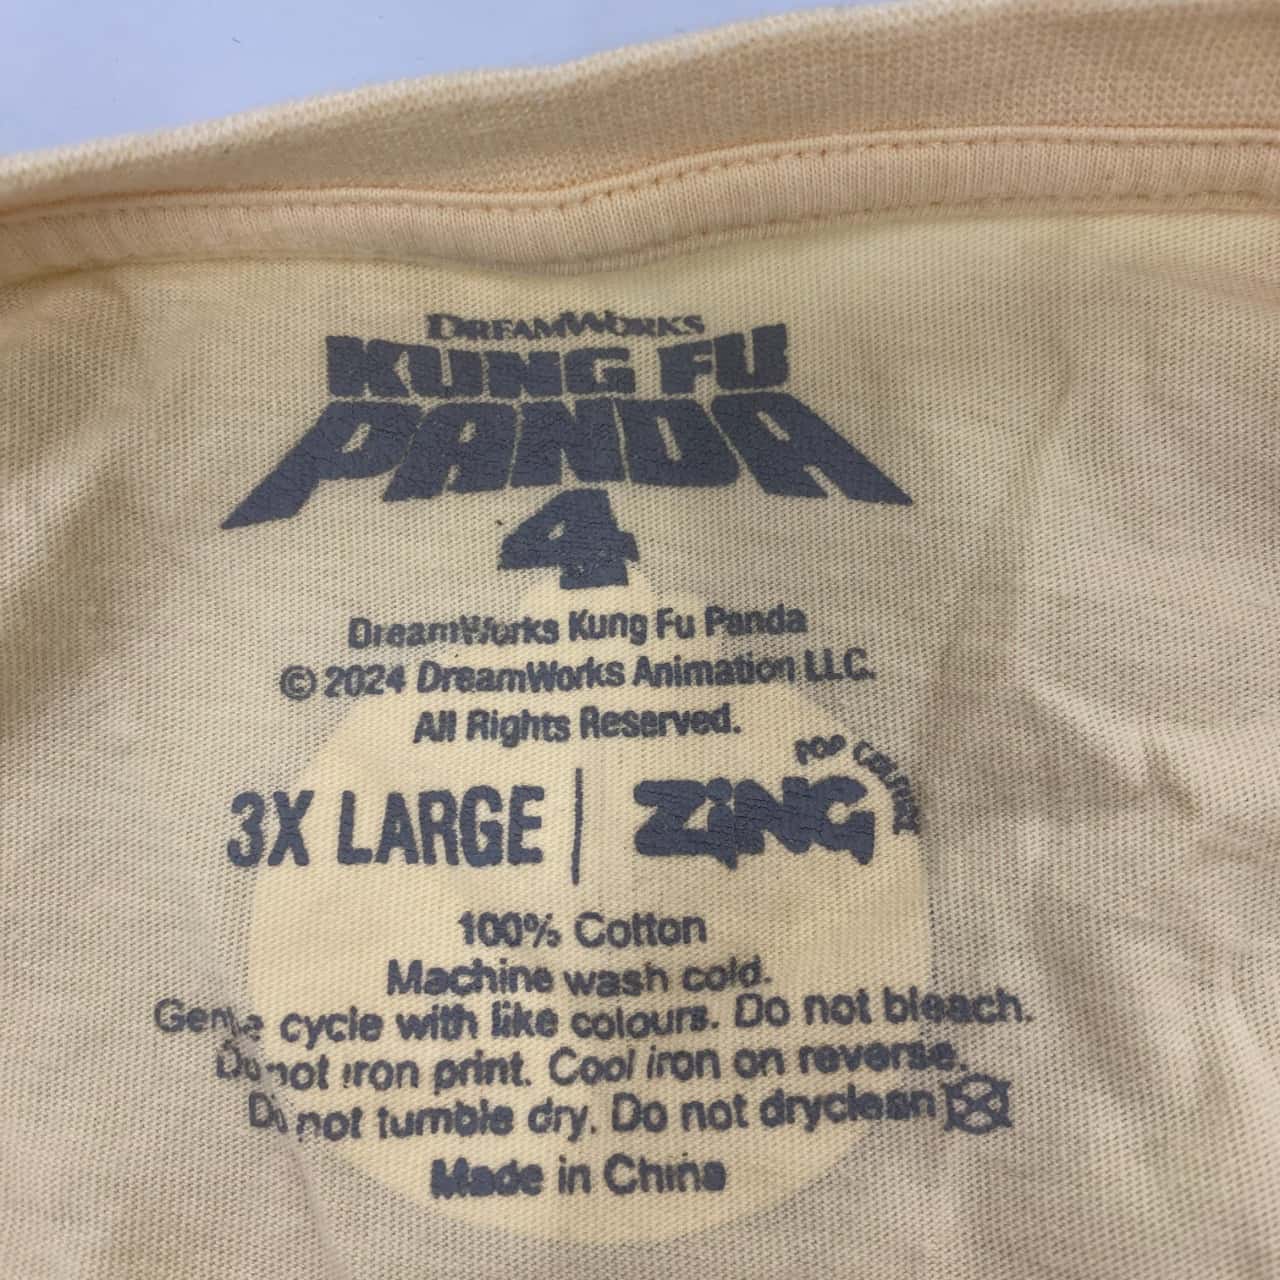 DREAMWORKS
KUNG FU
PANDA
4
DreamWorks Kung Fu Panda
© 2024 DreamWorks Animation LLC.
All Rights Reserved.
3X LARGE | ZiNG POP CULTURE
100% Cotton
Machine wash cold.
Gentle cycle with like colours. Do not bleach.
Do not iron print. Cool iron on reverse.
Do not tumble dry. Do not dryclean
Made in China